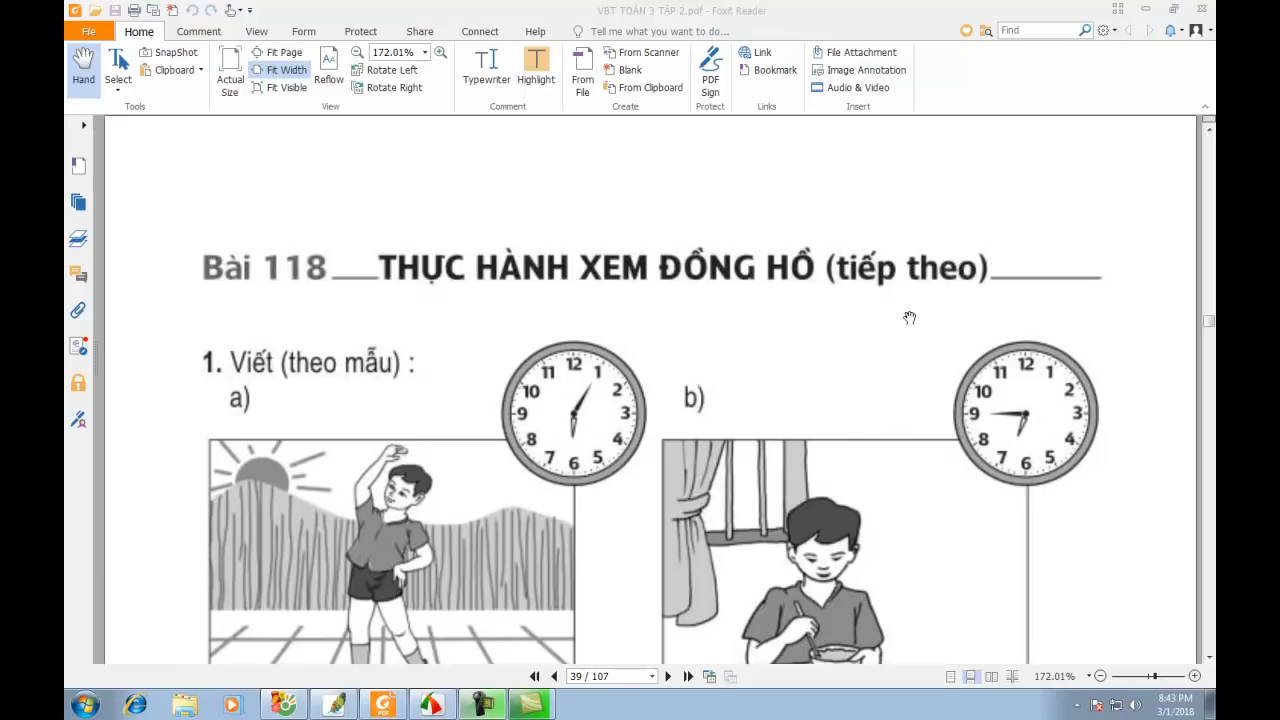 VBT TOÁN 3 TẬP 2.pdf - Foxit Reader
File Home Comment View Form Protect Share Connect Help Tell me what you want to do... Find
Hand
Select
SnapShot
Clipboard
Tools
Actual Size
Fit Page
Fit Width
Fit Visible
Reflow
172.01%
Rotate Left
Rotate Right
View
Typewriter
Highlight
Comment
From File
From Scanner
Blank
From Clipboard
Create
PDF Sign
Protect
Link
Bookmark
Links
File Attachment
Image Annotation
Audio & Video
Insert
Bài 118 THỰC HÀNH XEM ĐỒNG HỒ (tiếp theo)
1. Viết (theo mẫu) :
a)
12 1 2 3 4 5 6 7 8 9 10 11
b)
12 1 2 3 4 5 6 7 8 9 10 11
39 / 107
172.01%
8:43 PM
3/1/2018